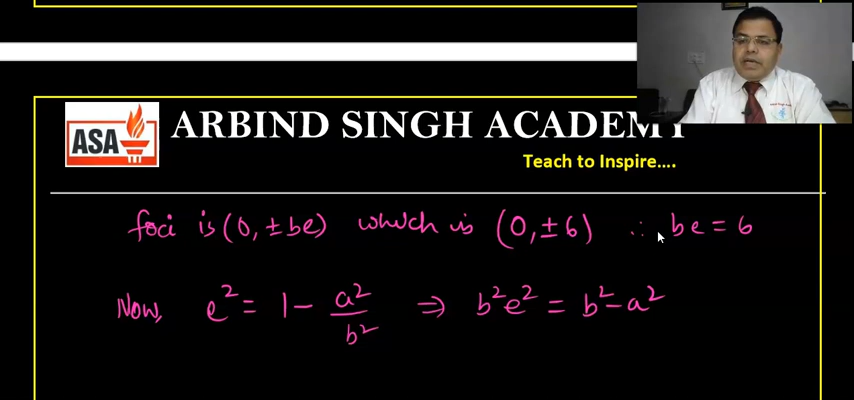 ASA
ARBIND SINGH ACADEMY
Teach to Inspire....
foci is (0, ±be) which is (0, ±6) ∴ be = 6
Now, e² = 1 - a²/b² ⇒ b²e² = b² - a²